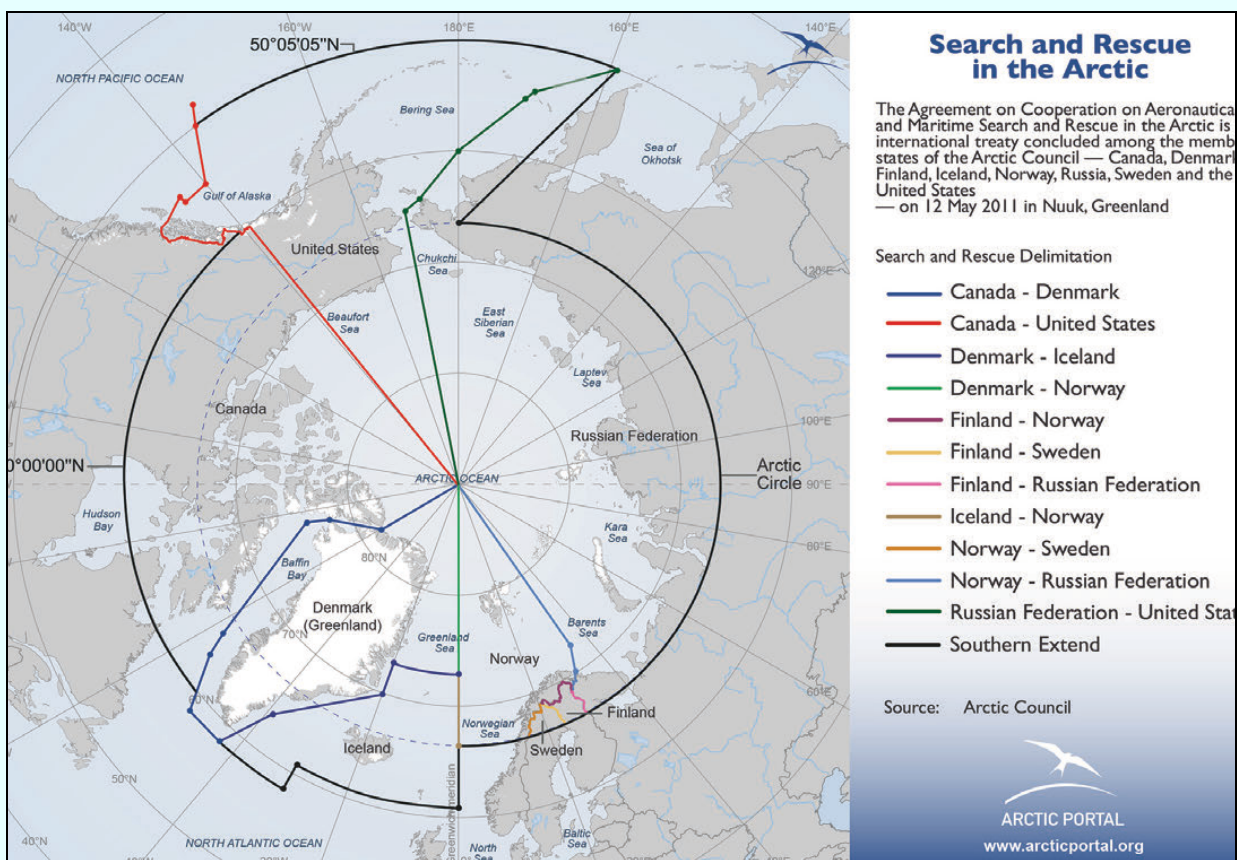 140°W
160°W
180°E
160°E
140°E
50°05'05"N
NORTH PACIFIC OCEAN
Bering Sea
Sea of
Okhotsk
Gulf of Alaska
United States
Chukchi
Sea
120°E
Beaufort
Sea
East
Siberian
Sea
Laptev
Sea
Canada
Russian Federation
100°E
0°00'00"N
ARCTIC OCEAN
Arctic
Circle
90°E
Hudson
Bay
Kara
Sea
80°E
Baffin
Bay
80°N
Denmark
(Greenland)
70°N
Greenland
Sea
Barents
Sea
Norway
60°N
60°E
Norwegian
Sea
Finland
Iceland
Sweden
50°N
Greenwich meridian
40°N
NORTH ATLANTIC OCEAN
20°W
North
Sea
Baltic
Sea
40°E
Search and Rescue
in the Arctic
The Agreement on Cooperation on Aeronautica
and Maritime Search and Rescue in the Arctic is
international treaty concluded among the memb
states of the Arctic Council — Canada, Denmark
Finland, Iceland, Norway, Russia, Sweden and the
United States
— on 12 May 2011 in Nuuk, Greenland
Search and Rescue Delimitation
Canada - Denmark
Canada - United States
Denmark - Iceland
Denmark - Norway
Finland - Norway
Finland - Sweden
Finland - Russian Federation
Iceland - Norway
Norway - Sweden
Norway - Russian Federation
Russian Federation - United Stat
Southern Extend
Source: Arctic Council
ARCTIC PORTAL
www.arcticportal.org